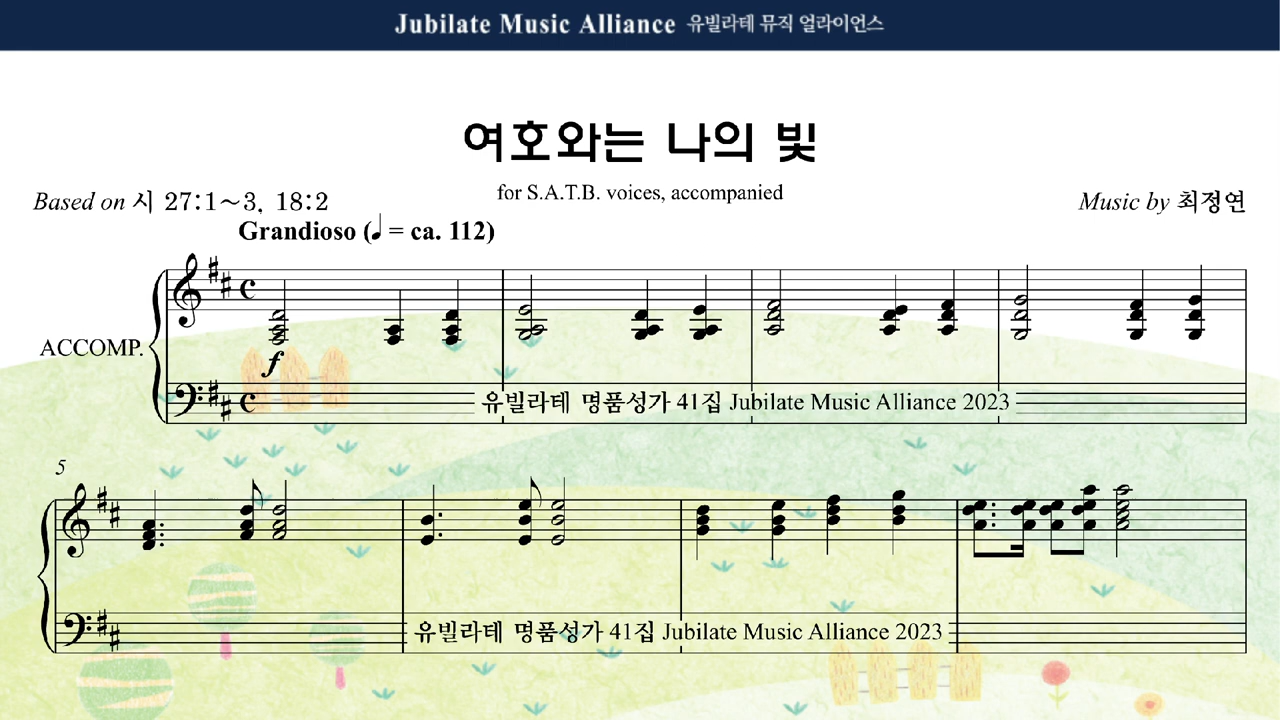 Jubilate Music Alliance 유빌라테 뮤직 얼라이언스
여호와는 나의 빛
for S.A.T.B. voices, accompanied
Based on 시 27:1~3, 18:2
Music by 최정연
Grandioso (♩ = ca. 112)
ACCOMP.
f
유빌라테 명품성가 41집 Jubilate Music Alliance 2023
5
유빌라테 명품성가 41집 Jubilate Music Alliance 2023